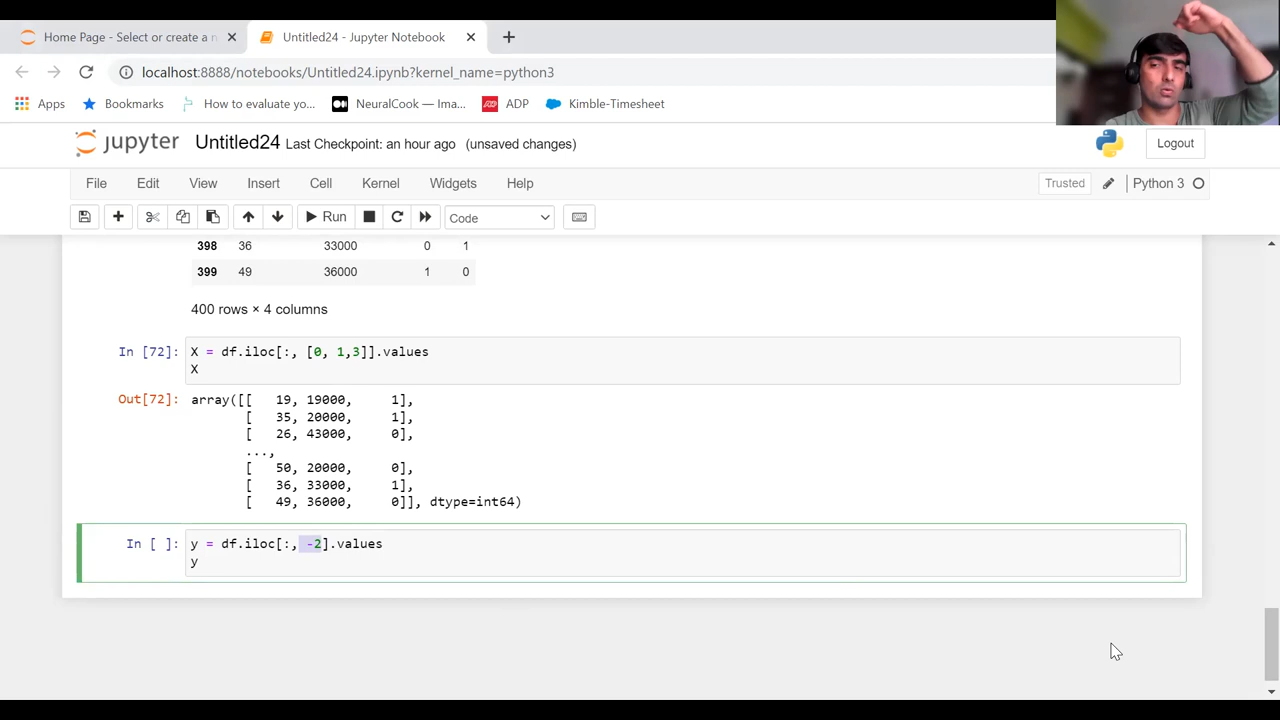 Home Page - Select or create a n
Untitled24 - Jupyter Notebook
localhost:8888/notebooks/Untitled24.ipynb?kernel_name=python3
Apps Bookmarks How to evaluate yo... NeuralCook — Ima... ADP Kimble-Timesheet
jupyter Untitled24 Last Checkpoint: an hour ago (unsaved changes) Logout
File Edit View Insert Cell Kernel Widgets Help Trusted Python 3
Run Code
398 36 33000 0 1
399 49 36000 1 0
400 rows × 4 columns
In [72]: X = df.iloc[:, [0, 1,3]].values
X
Out[72]: array([[ 19, 19000, 1],
[ 35, 20000, 1],
[ 26, 43000, 0],
...,
[ 50, 20000, 0],
[ 36, 33000, 1],
[ 49, 36000, 0]], dtype=int64)
In [ ]: y = df.iloc[:, -2].values
y